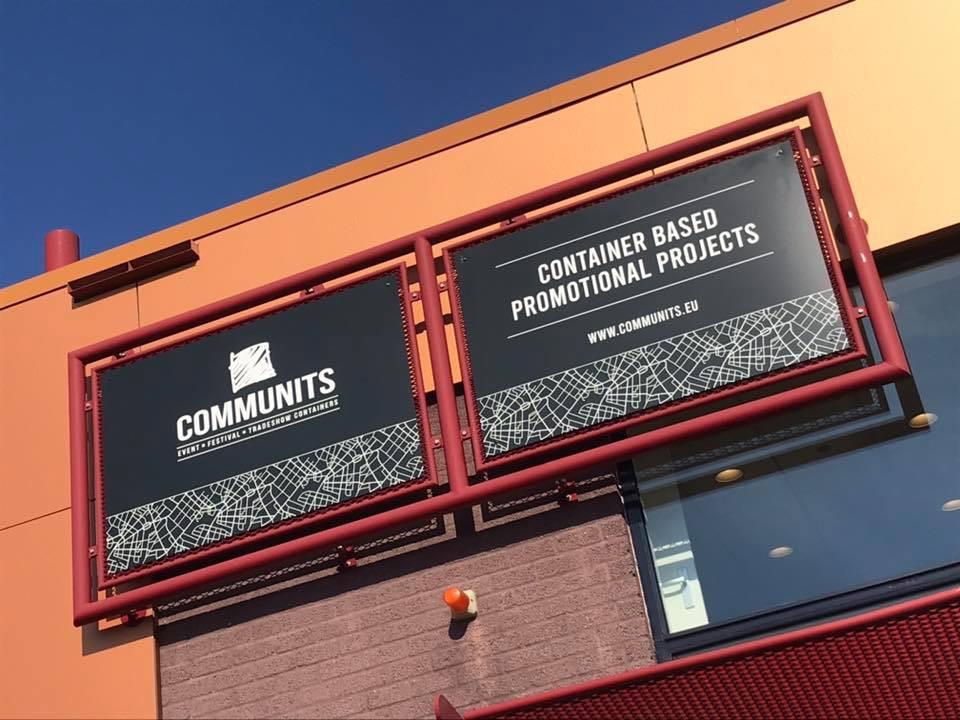 COMMUNITS
EVENT + FESTIVAL + TRADESHOW CONTAINERS
CONTAINER BASED
PROMOTIONAL PROJECTS
WWW.COMMUNITS.EU